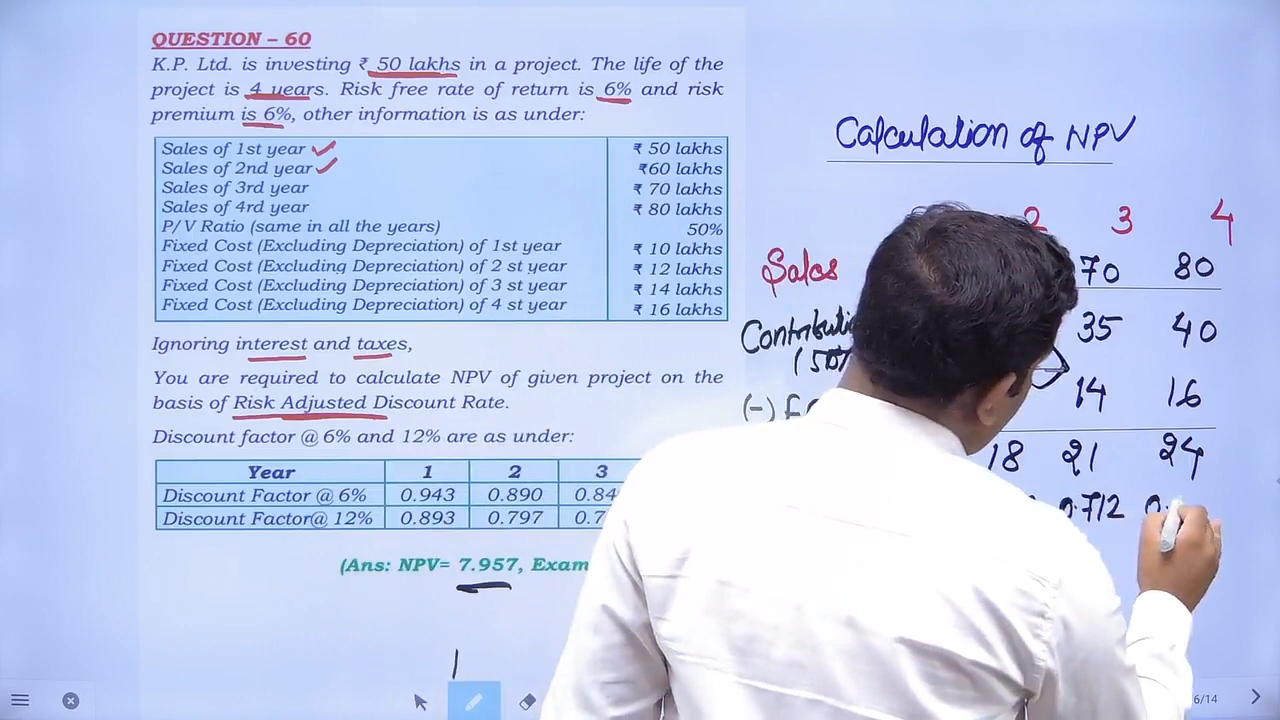 QUESTION – 60
K.P. Ltd. is investing ₹ 50 lakhs in a project. The life of the
project is 4 years. Risk free rate of return is 6% and risk
premium is 6%, other information is as under:
Sales of 1st year ₹ 50 lakhs
Sales of 2nd year ₹60 lakhs
Sales of 3rd year ₹ 70 lakhs
Sales of 4rd year ₹ 80 lakhs
P/V Ratio (same in all the years) 50%
Fixed Cost (Excluding Depreciation) of 1st year ₹ 10 lakhs
Fixed Cost (Excluding Depreciation) of 2 st year ₹ 12 lakhs
Fixed Cost (Excluding Depreciation) of 3 st year ₹ 14 lakhs
Fixed Cost (Excluding Depreciation) of 4 st year ₹ 16 lakhs
Ignoring interest and taxes,
You are required to calculate NPV of given project on the
basis of Risk Adjusted Discount Rate.
Discount factor @ 6% and 12% are as under:
Year 1 2 3
Discount Factor @ 6% 0.943 0.890 0.84
Discount Factor@ 12% 0.893 0.797 0.7
(Ans: NPV= 7.957, Exam
Calculation of NPV
2 3 4
Sales 70 80
35 40
14 16
(-)
18 21 24
0.712
6/14